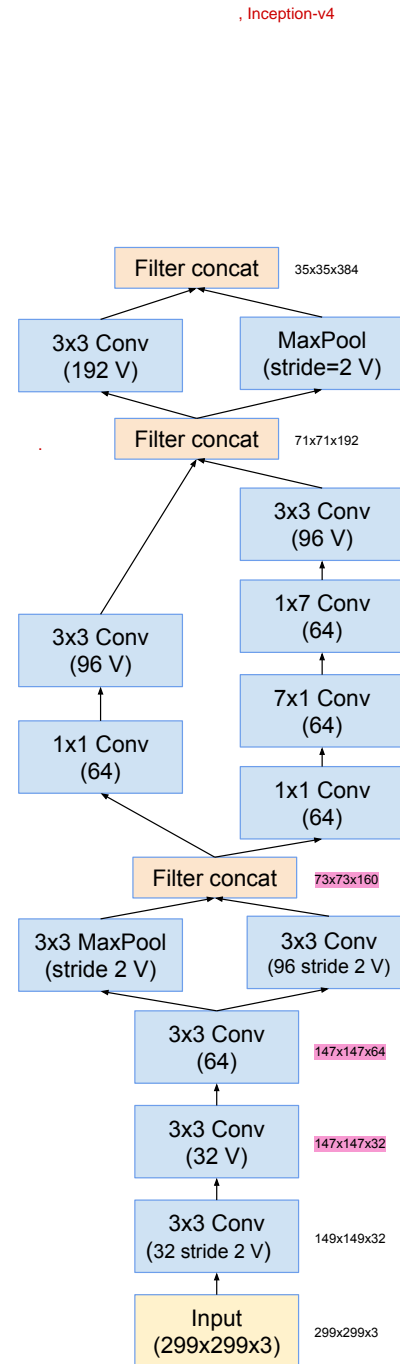 , Inception-v4
Filter concat
35x35x384
3x3 Conv
(192 V)
MaxPool
(stride=2 V)
Filter concat
71x71x192
.
3x3 Conv
(96 V)
1x7 Conv
(64)
3x3 Conv
(96 V)
7x1 Conv
(64)
1x1 Conv
(64)
1x1 Conv
(64)
Filter concat
73x73x160
3x3 MaxPool
(stride 2 V)
3x3 Conv
(96 stride 2 V)
3x3 Conv
(64)
147x147x64
3x3 Conv
(32 V)
147x147x32
3x3 Conv
(32 stride 2 V)
149x149x32
Input
(299x299x3)
299x299x3